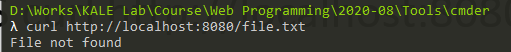 D:\Works\KALE Lab\Course\Web Programming\2020-08\Tools\cmder
λ curl http://localhost:8080/file.txt
File not found